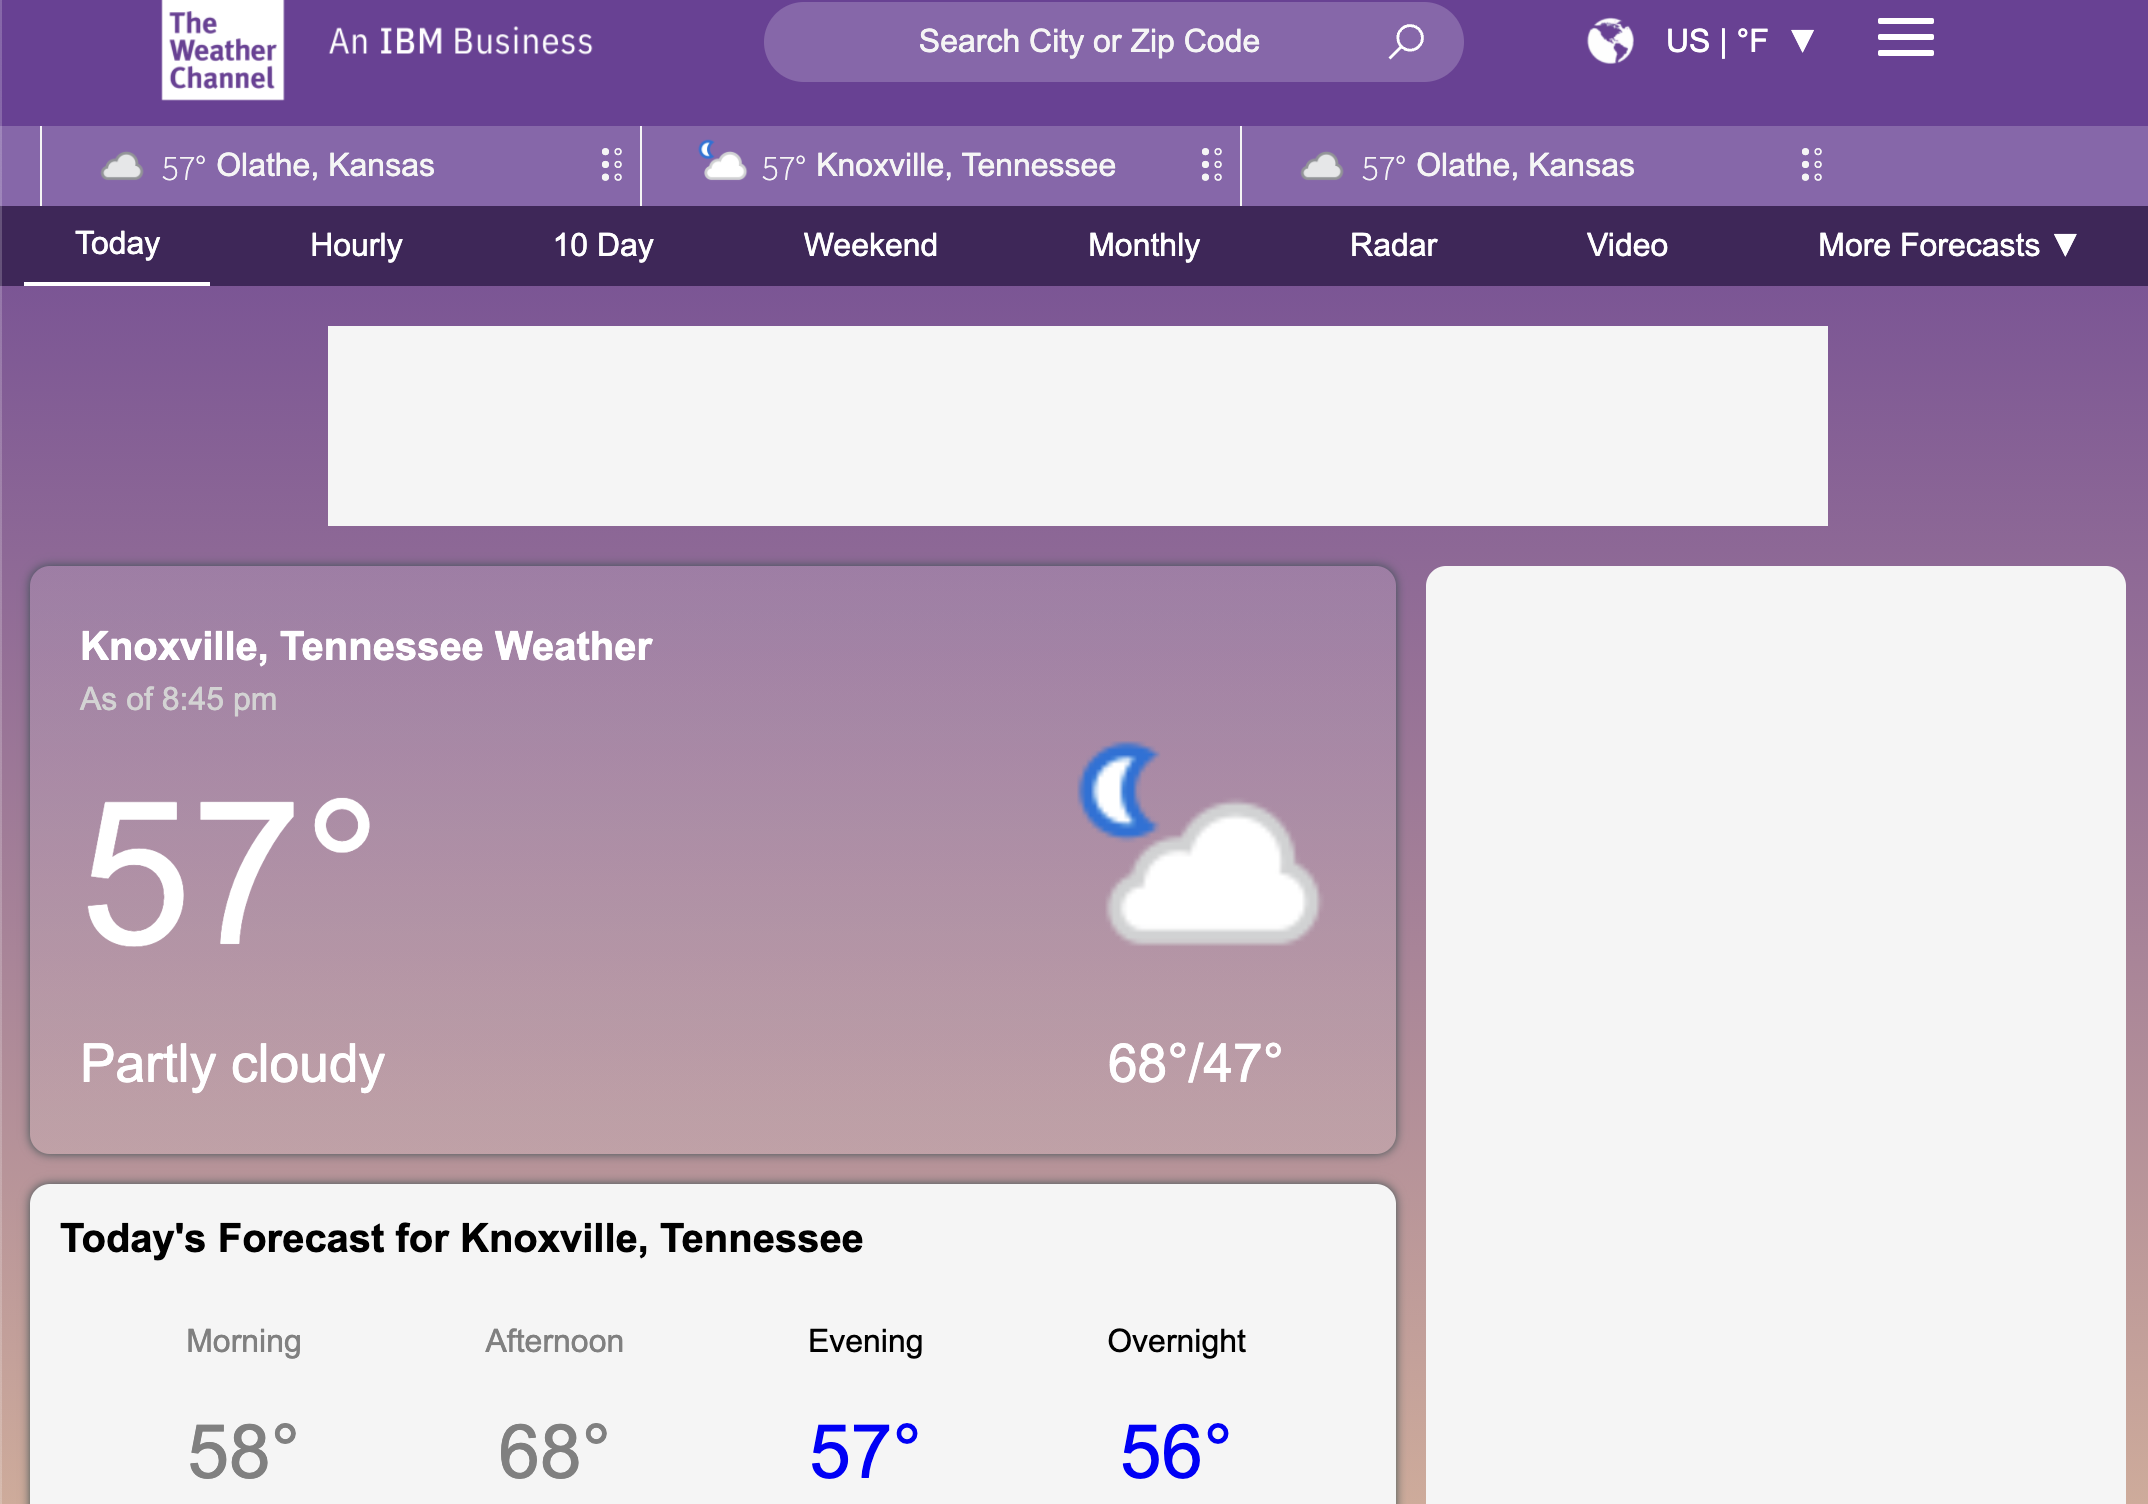 The
Weather
Channel
An IBM Business
Search City or Zip Code
US | °F ▼
57° Olathe, Kansas
57° Knoxville, Tennessee
57° Olathe, Kansas
Today
Hourly
10 Day
Weekend
Monthly
Radar
Video
More Forecasts ▼
Knoxville, Tennessee Weather
As of 8:45 pm
57°
Partly cloudy
68°/47°
Today's Forecast for Knoxville, Tennessee
Morning
Afternoon
Evening
Overnight
58°
68°
57°
56°